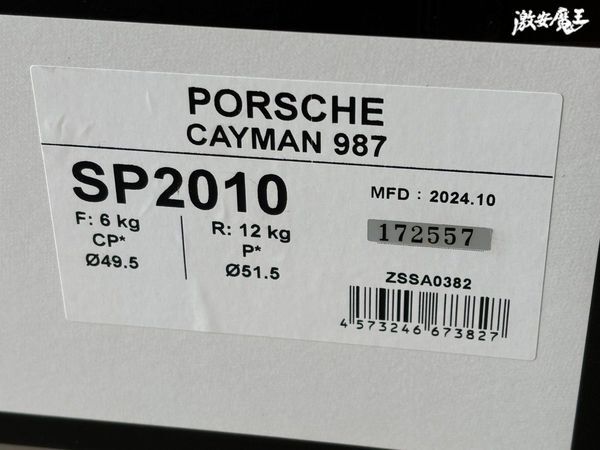 激安魔王
PORSCHE
CAYMAN 987
SP2010
MFD : 2024.10
F: 6 kg
CP*
Ø49.5
R: 12 kg
P*
Ø51.5
172557
ZSSA0382
4 573246 673827